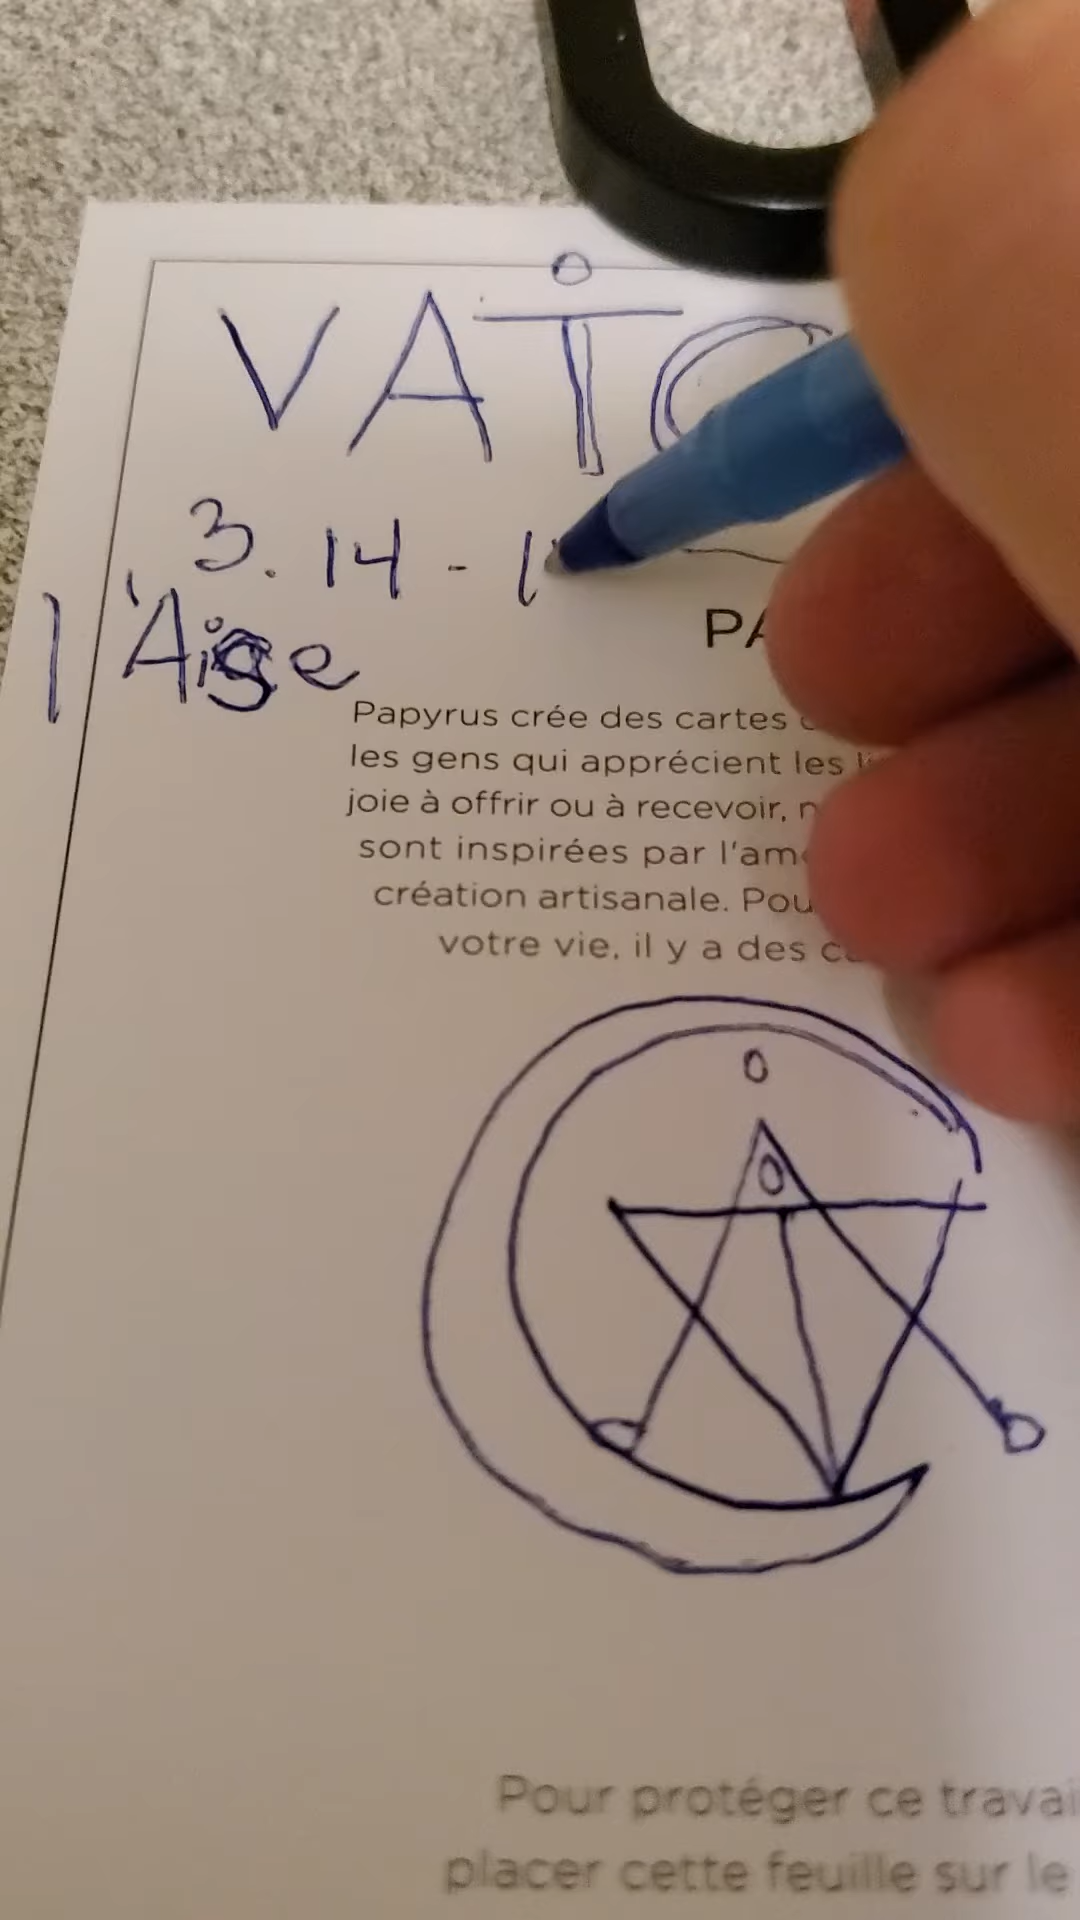 VAT
3.14-1
l'Aise
PA
Papyrus crée des cartes
les gens qui apprécient les
joie à offrir ou à recevoir,
sont inspirées par l'am
création artisanale. Pou
votre vie, il y a des
O
O
Pour protéger ce travai
placer cette feuille sur le